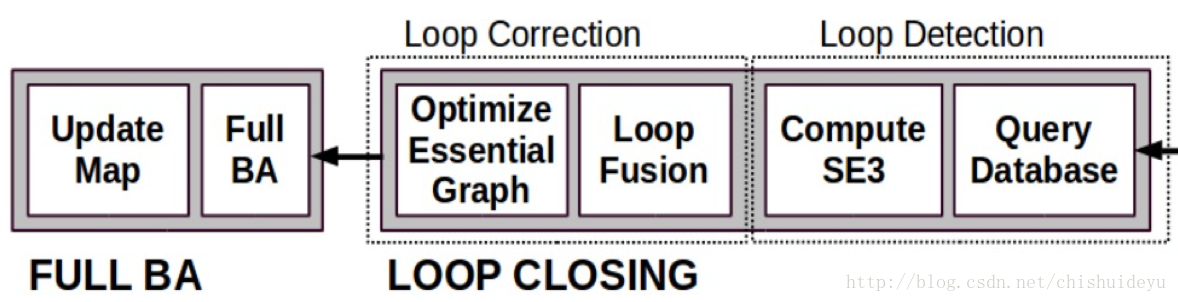 Loop Correction
Loop Detection
Update
Map
Full
BA
Optimize
Essential
Graph
Loop
Fusion
Compute
SE3
Query
Database
FULL BA
LOOP CLOSING
http://blog.csdn.net/chishuideyu